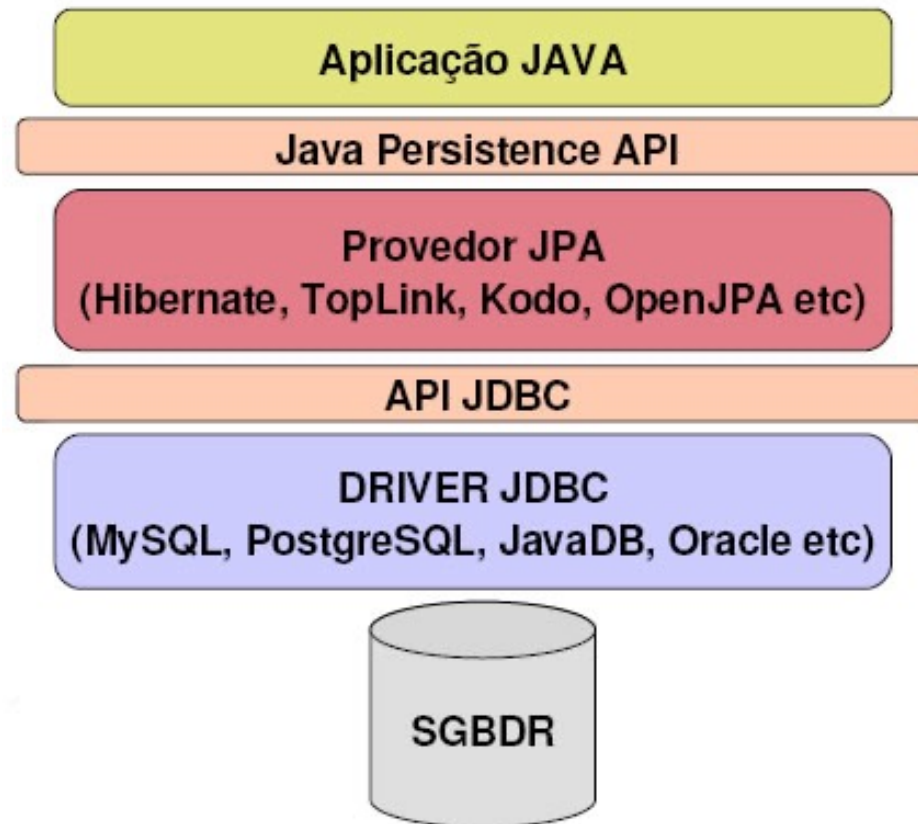 Aplicação JAVA
Java Persistence API
Provedor JPA
(Hibernate, TopLink, Kodo, OpenJPA etc)
API JDBC
DRIVER JDBC
(MySQL, PostgreSQL, JavaDB, Oracle etc)
SGBDR